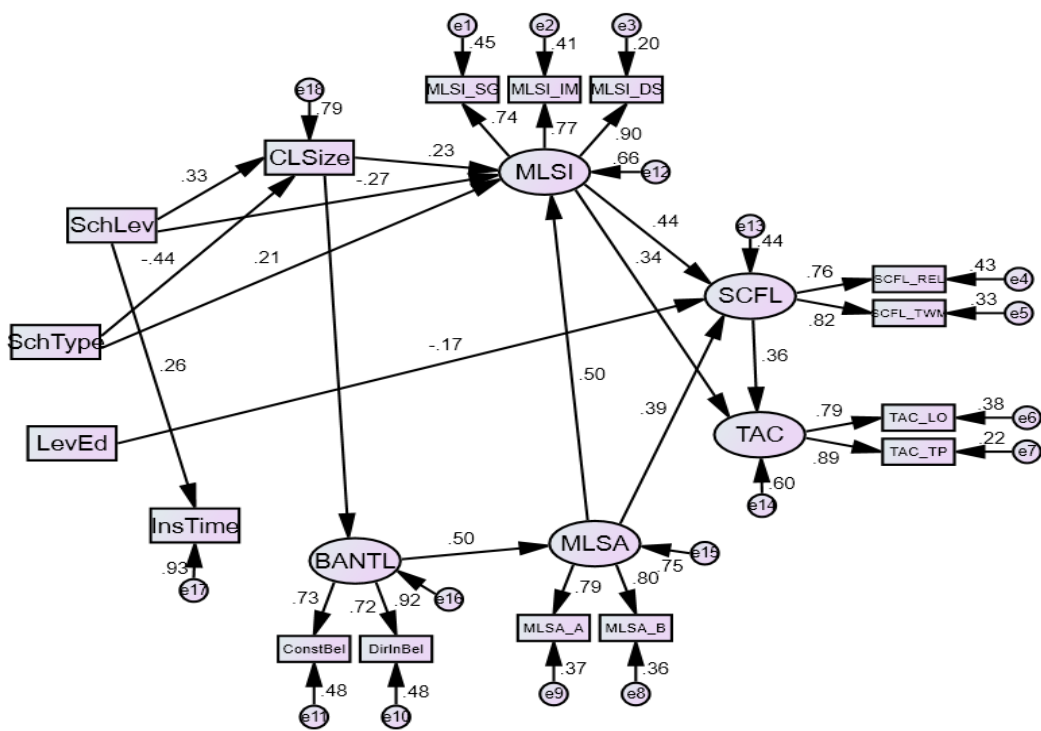 e1
e2
e3
.45
.41
.20
MLSI_SG
MLSI_IM
MLSI_DS
e18
.79
.74
.77
.90
CLSize
.23
MLSI
.66
e12
.33
-.27
SchLev
.44
e13
.44
-.44
.21
.34
.76
SCFL_REL
.43
e4
SCFL
.82
SCFL_TWM
.33
e5
SchType
.26
-.17
.36
.50
.39
.79
TAC_LO
.38
e6
LevEd
TAC
.89
TAC_TP
.22
e7
.60
e14
InsTime
.50
MLSA
BANTL
e15
.75
.93
e17
e16
.73
.72
.92
.79
.80
ConstBel
DirInBel
MLSA_A
MLSA_B
.48
.48
.37
.36
e11
e10
e9
e8